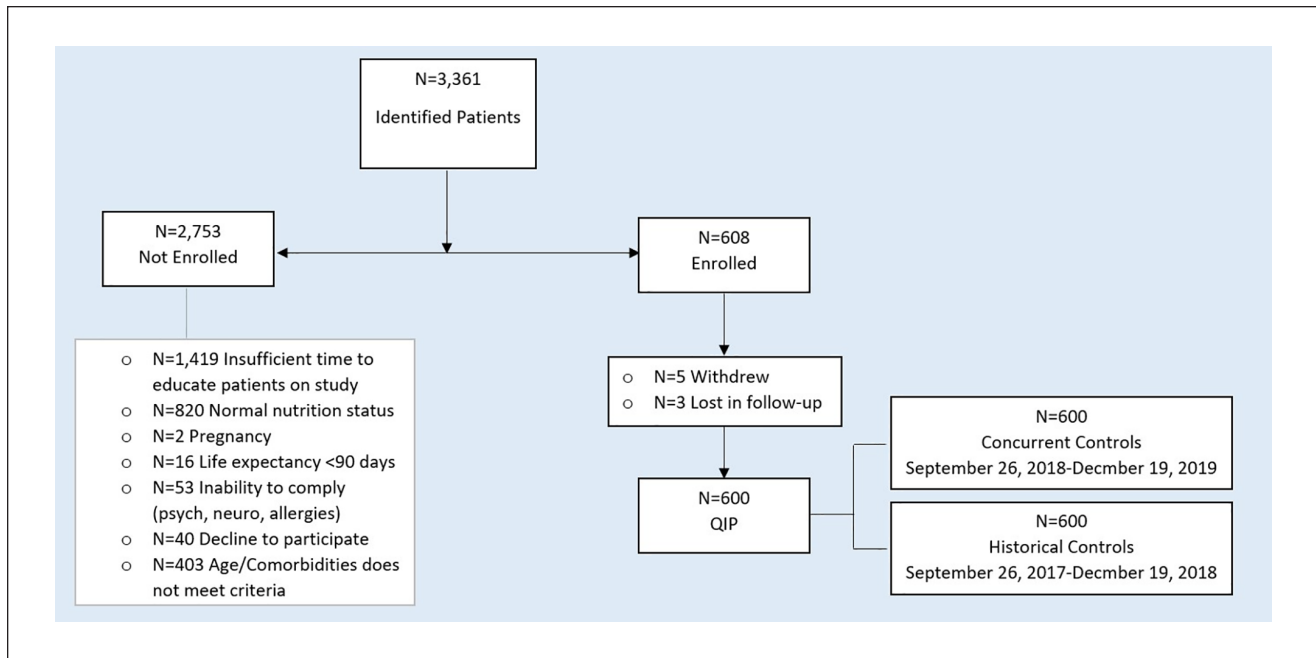 N=3,361
Identified Patients
N=2,753
Not Enrolled
N=608
Enrolled
o N=1,419 Insufficient time to
educate patients on study
o N=820 Normal nutrition status
o N=2 Pregnancy
o N=16 Life expectancy <90 days
o N=53 Inability to comply
(psych, neuro, allergies)
o N=40 Decline to participate
o N=403 Age/Comorbidities does
not meet criteria
o N=5 Withdrew
o N=3 Lost in follow-up
N=600
QIP
N=600
Concurrent Controls
September 26, 2018-Decmber 19, 2019
N=600
Historical Controls
September 26, 2017-Decmber 19, 2018